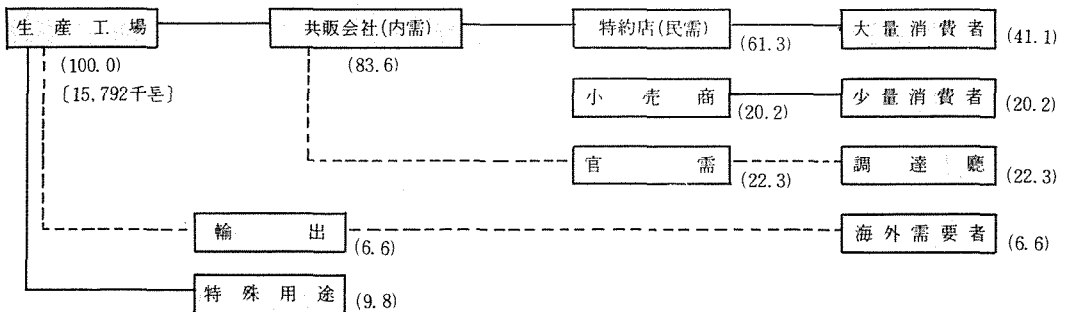 生産工場
共販会社(内需)
特約店(民需)
大量消費者
(100.0)
[15,792千톤]
(83.6)
(61.3)
(41.1)
小売商
(20.2)
少量消費者
(20.2)
官需
(22.3)
調達廳
(22.3)
輸出
(6.6)
海外需要者
(6.6)
特殊用途
(9.8)